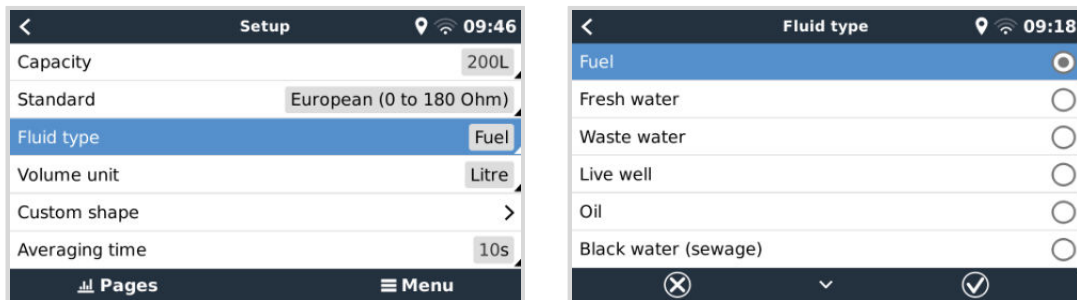 Setup 09:46
Capacity 200L
Standard European (0 to 180 Ohm)
Fluid type Fuel
Volume unit Litre
Custom shape
Averaging time 10s
Pages Menu
Fluid type 09:18
Fuel
Fresh water
Waste water
Live well
Oil
Black water (sewage)